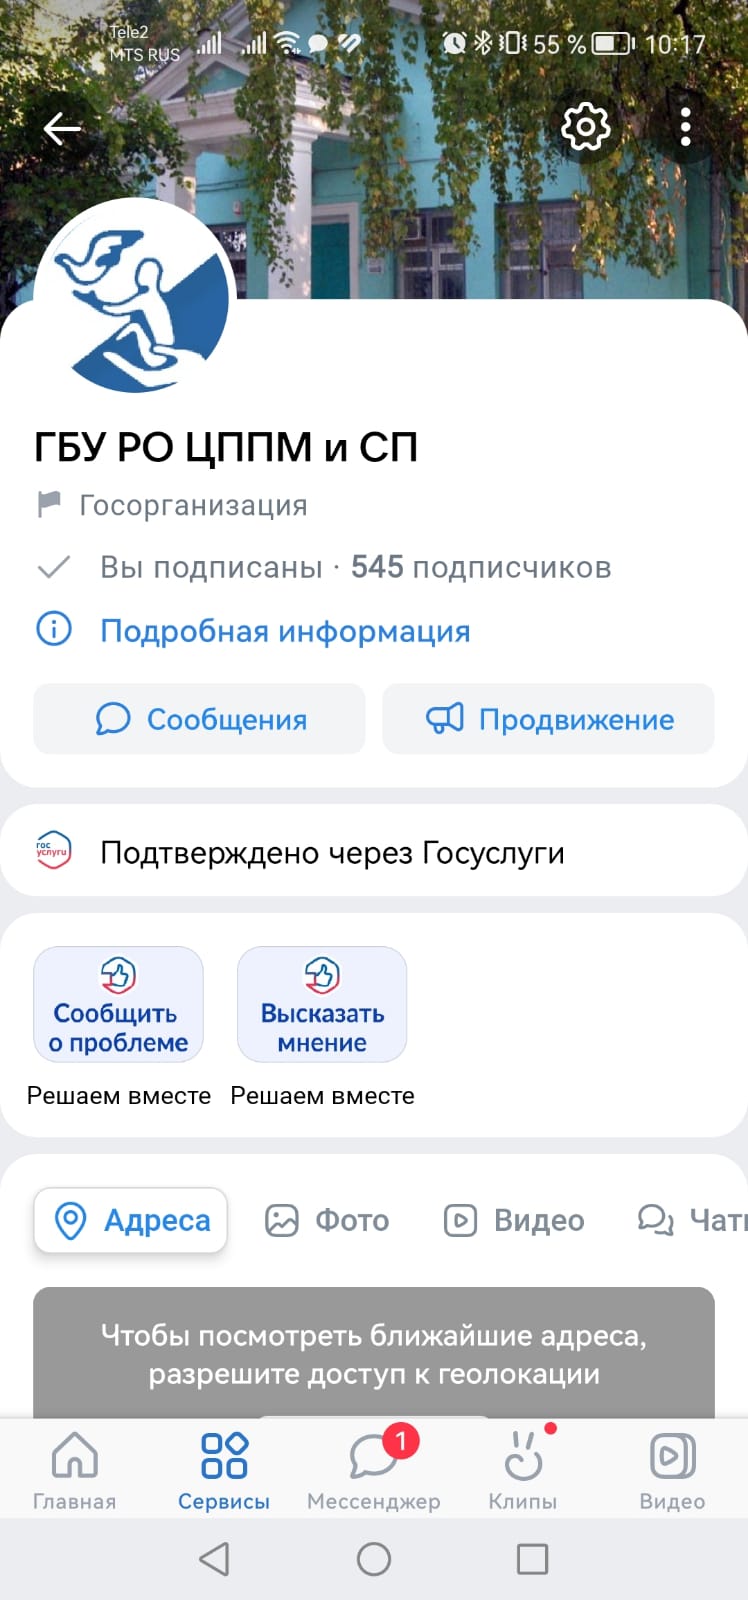 Tele2
MTS RUS
55 %
10:17
ГБУ РО ЦППМ и СП
Госорганизация
Вы подписаны · 545 подписчиков
Подробная информация
Сообщения
Продвижение
гос
услуги
Подтверждено через Госуслуги
Сообщить
о проблеме
Высказать
мнение
Решаем вместе
Решаем вместе
Адреса
Фото
Видео
Чат
Чтобы посмотреть ближайшие адреса,
разрешите доступ к геолокации
1
Главная
Сервисы
Мессенджер
Клипы
Видео